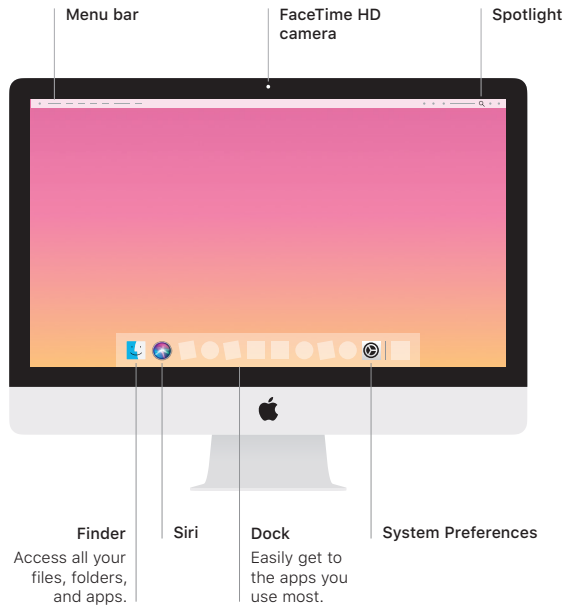 Menu bar
FaceTime HD
camera
Spotlight
Finder
Access all your
files, folders,
and apps.
Siri
Dock
Easily get to
the apps you
use most.
System Preferences